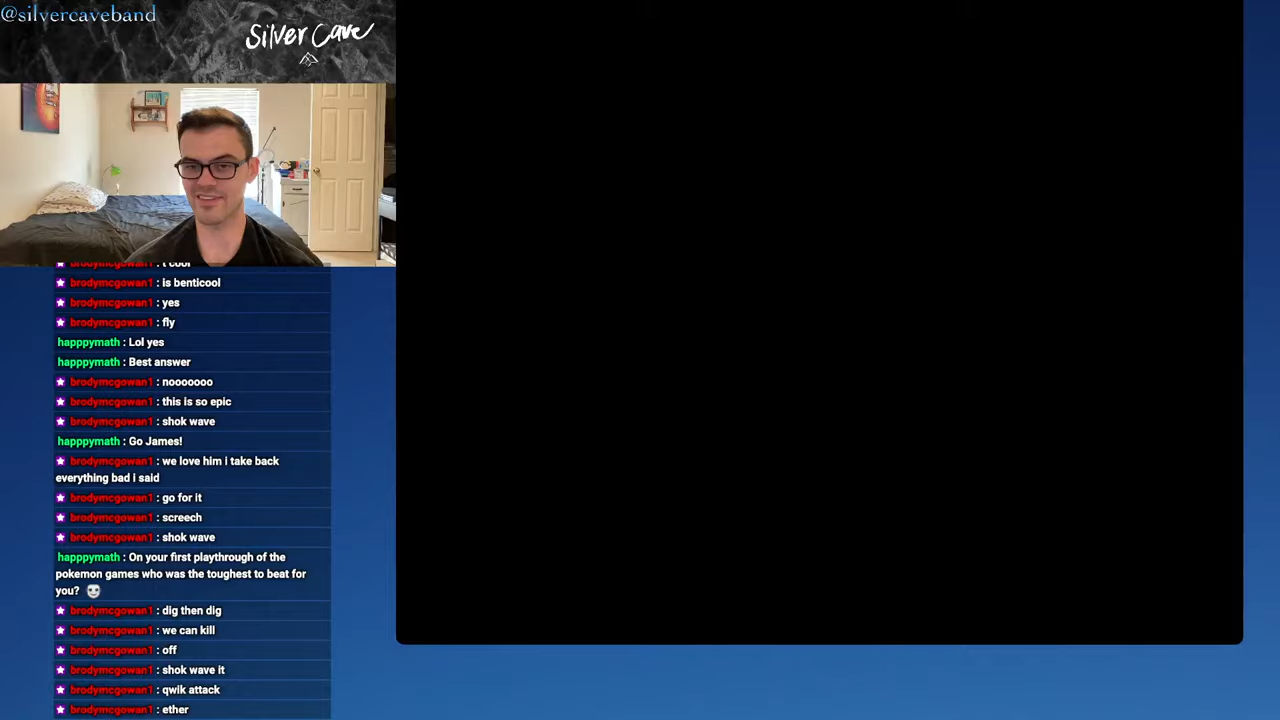 @silvercaveband
Silver Cave
brodymcgowan1 : t cool
brodymcgowan1 : is benticool
brodymcgowan1 : yes
brodymcgowan1 : fly
happpymath : Lol yes
happpymath : Best answer
brodymcgowan1 : nooooooo
brodymcgowan1 : this is so epic
brodymcgowan1 : shok wave
happpymath : Go James!
brodymcgowan1 : we love him i take back
everything bad i said
brodymcgowan1 : go for it
brodymcgowan1 : screech
brodymcgowan1 : shok wave
happpymath : On your first playthrough of the
pokemon games who was the toughest to beat for
you?
brodymcgowan1 : dig then dig
brodymcgowan1 : we can kill
brodymcgowan1 : off
brodymcgowan1 : shok wave it
brodymcgowan1 : qwik attack
brodymcgowan1 : ether